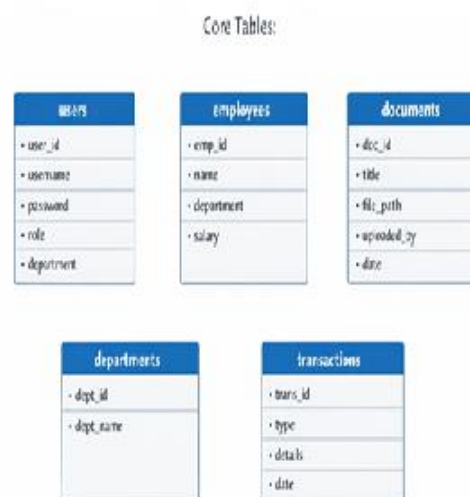 Core Tables:
users
• user_id
• username
• password
• role
• department
employees
• emp_id
• name
• department
• salary
documents
• doc_id
• title
• file_path
• uploaded_by
• date
departments
• dept_id
• dept_name
transactions
• trans_id
• type
• details
• date